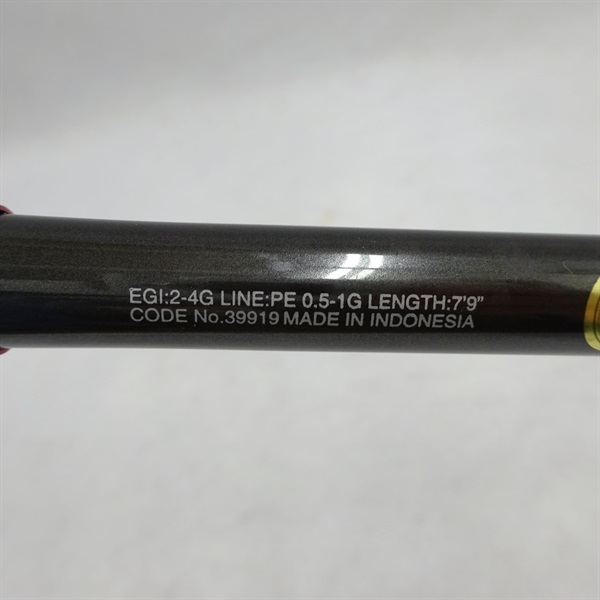 EGI:2-4G LINE:PE 0.5-1G LENGTH:7'9"
CODE No.39919 MADE IN INDONESIA